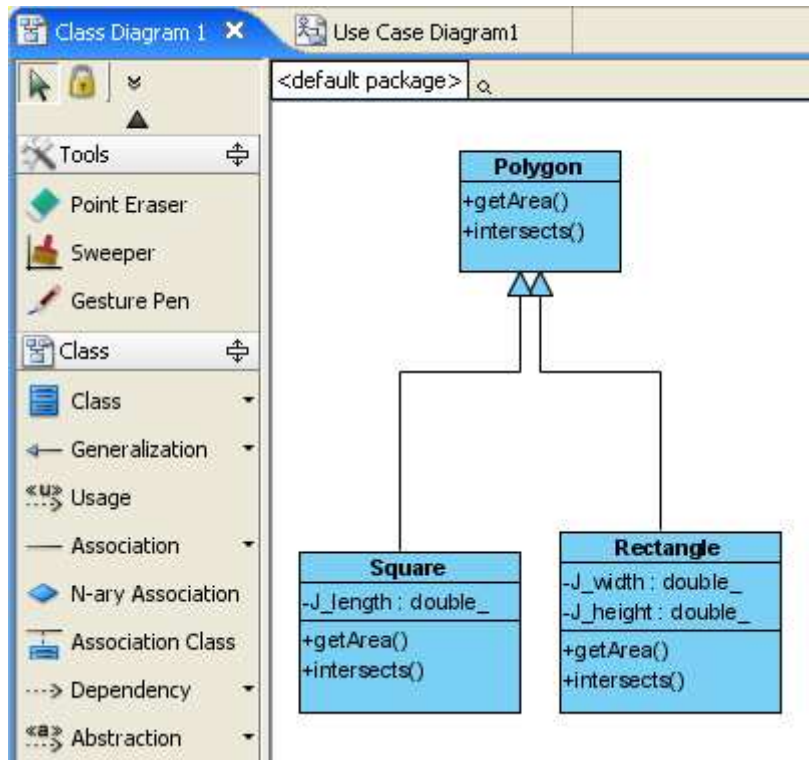 Class Diagram 1
Use Case Diagram1
<default package>
Tools
Point Eraser
Sweeper
Gesture Pen
Class
Class
Generalization
«u» Usage
Association
N-ary Association
Association Class
Dependency
«a» Abstraction
Polygon
+getArea()
+intersects()
Square
-J_length : double_
+getArea()
+intersects()
Rectangle
-J_width : double_
-J_height : double_
+getArea()
+intersects()